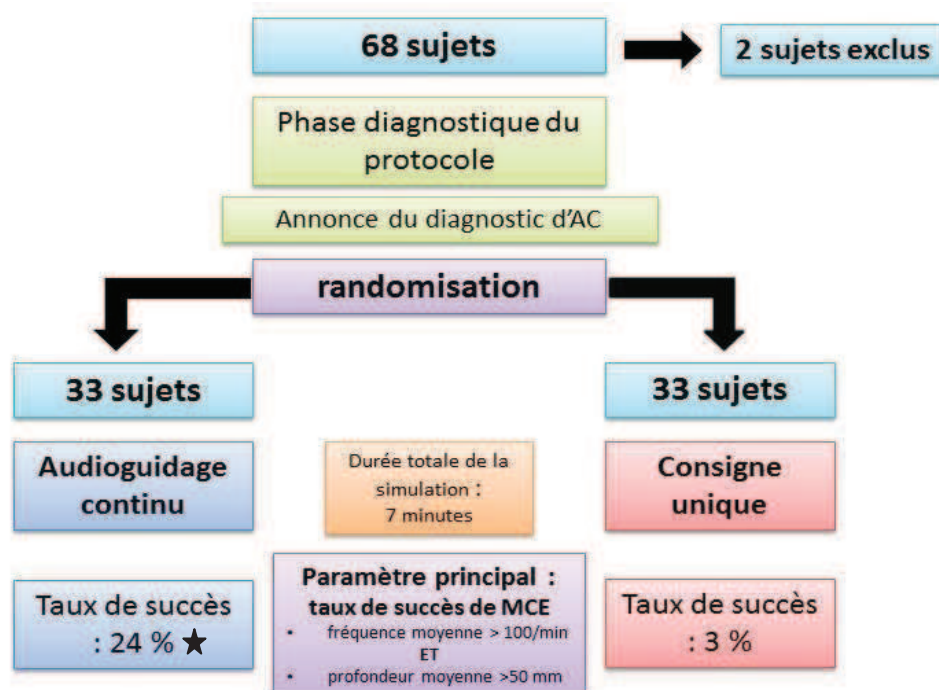 68 sujets
2 sujets exclus
Phase diagnostique du
protocole
Annonce du diagnostic d'AC
randomisation
33 sujets
33 sujets
Audioguidage
continu
Durée totale de la
simulation :
7 minutes
Consigne
unique
Taux de succès
: 24 % ★
Paramètre principal :
taux de succès de MCE
• fréquence moyenne > 100/min
ET
• profondeur moyenne >50 mm
Taux de succès
: 3 %